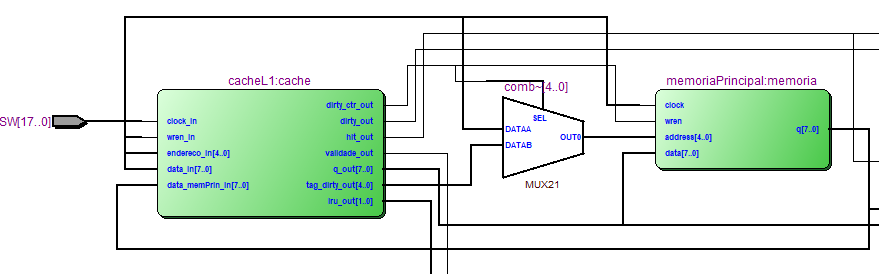 cacheL1:cache
comb~[4..0]
memoriaPrincipal:memoria
SW[17..0]
clock_in
wren_in
endereco_in[4..0]
data_in[7..0]
data_memPrin_in[7..0]
dirty_ctr_out
dirty_out
hit_out
validade_out
q_out[7..0]
tag_dirty_out[4..0]
lru_out[1..0]
SEL
DATAA
DATAB
OUT0
MUX21
clock
wren
address[4..0]
data[7..0]
q[7..0]